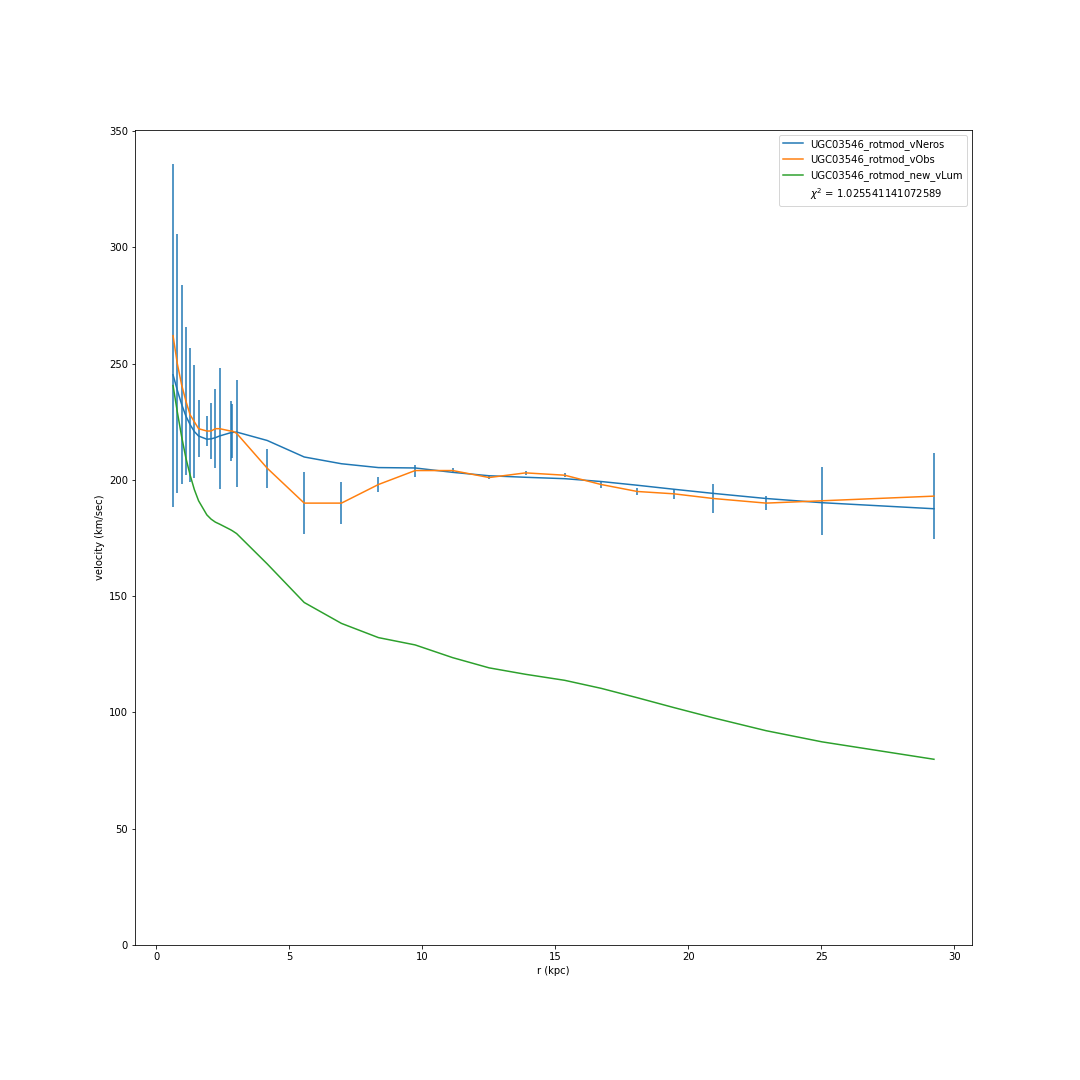 350
300
250
200
150
100
50
0
velocity (km/sec)
UGC03546_rotmod_vNeros
UGC03546_rotmod_vObs
UGC03546_rotmod_new_vLum
χ² = 1.025541141072589
0 5 10 15 20 25 30
r (kpc)